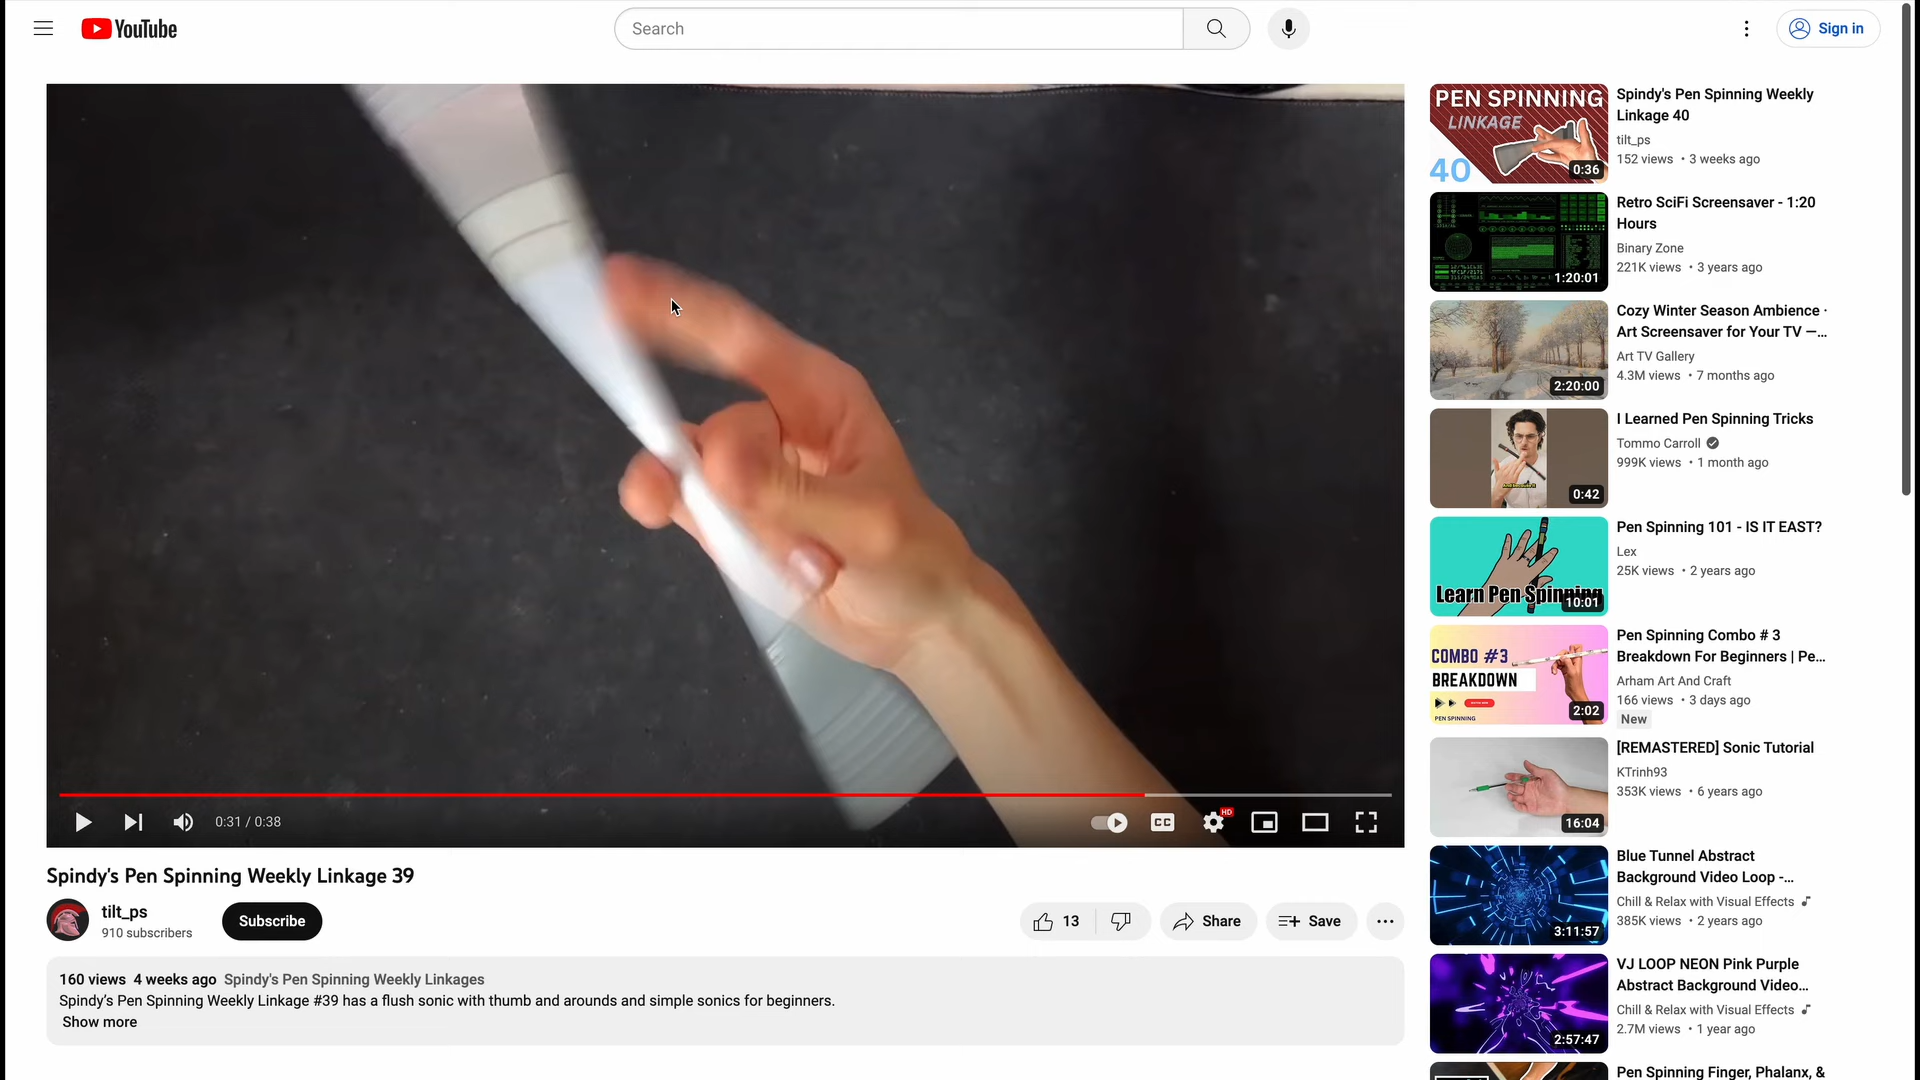 YouTube
Search
Sign in
0:31 / 0:38
CC
HD
Spindy's Pen Spinning Weekly Linkage 39
tilt_ps
910 subscribers
Subscribe
13
Share
Save
160 views 4 weeks ago Spindy's Pen Spinning Weekly Linkages
Spindy's Pen Spinning Weekly Linkage #39 has a flush sonic with thumb and arounds and simple sonics for beginners.
Show more
PEN SPINNING
LINKAGE
40
0:36
Spindy's Pen Spinning Weekly
Linkage 40
tilt_ps
152 views • 3 weeks ago
1:20:01
Retro SciFi Screensaver - 1:20
Hours
Binary Zone
221K views • 3 years ago
2:20:00
Cozy Winter Season Ambience ·
Art Screensaver for Your TV —...
Art TV Gallery
4.3M views • 7 months ago
0:42
I Learned Pen Spinning Tricks
Tommo Carroll
999K views • 1 month ago
Learn Pen Spinning
10:01
Pen Spinning 101 - IS IT EAST?
Lex
25K views • 2 years ago
COMBO #3
BREAKDOWN
PEN SPINNING
2:02
Pen Spinning Combo # 3
Breakdown For Beginners | Pe...
Arham Art And Craft
166 views • 3 days ago
New
16:04
[REMASTERED] Sonic Tutorial
KTrinh93
353K views • 6 years ago
3:11:57
Blue Tunnel Abstract
Background Video Loop -...
Chill & Relax with Visual Effects
385K views • 2 years ago
2:57:47
VJ LOOP NEON Pink Purple
Abstract Background Video...
Chill & Relax with Visual Effects
2.7M views • 1 year ago
Pen Spinning Finger, Phalanx, &